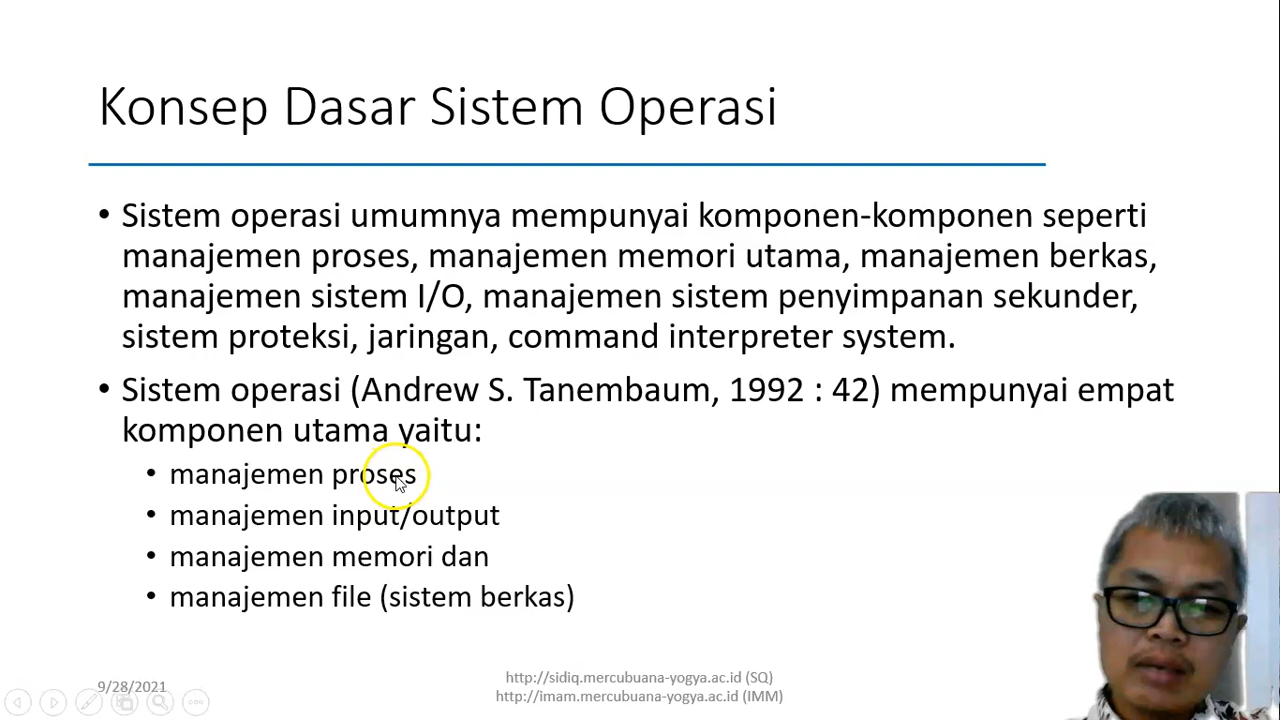 Konsep Dasar Sistem Operasi
• Sistem operasi umumnya mempunyai komponen-komponen seperti
manajemen proses, manajemen memori utama, manajemen berkas,
manajemen sistem I/O, manajemen sistem penyimpanan sekunder,
sistem proteksi, jaringan, command interpreter system.
• Sistem operasi (Andrew S. Tanembaum, 1992 : 42) mempunyai empat
komponen utama yaitu:
• manajemen proses
• manajemen input/output
• manajemen memori dan
• manajemen file (sistem berkas)
9/28/2021
http://sidiq.mercubuana-yogya.ac.id (SQ)
http://imam.mercubuana-yogya.ac.id (IMM)